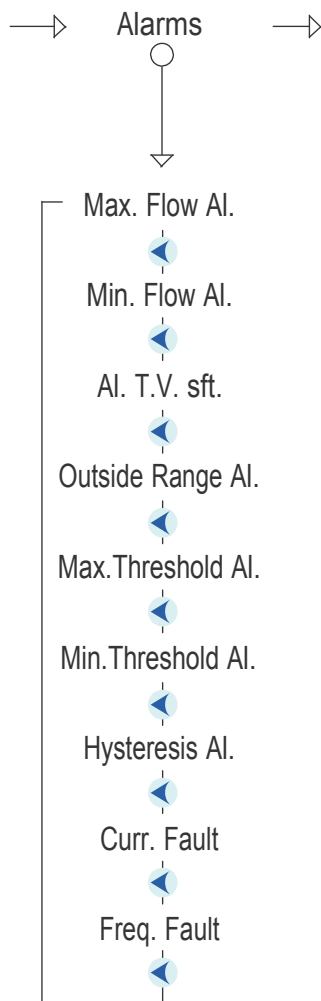 Alarms
Max. Flow Al.
Min. Flow Al.
Al. T.V. sft.
Outside Range Al.
Max.Threshold Al.
Min.Threshold Al.
Hysteresis Al.
Curr. Fault
Freq. Fault